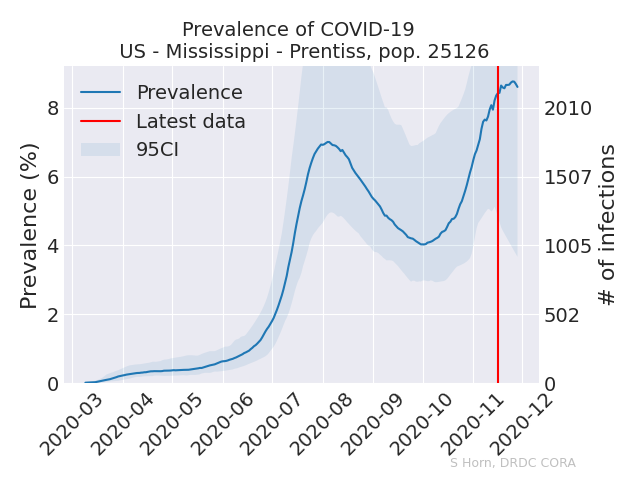 Prevalence of COVID-19
US - Mississippi - Prentiss, pop. 25126
Prevalence
Latest data
95CI
Prevalence (%)
8
6
4
2
0
# of infections
2010
1507
1005
502
0
2020-03
2020-04
2020-05
2020-06
2020-07
2020-08
2020-09
2020-10
2020-11
2020-12
S Horn, DRDC CORA